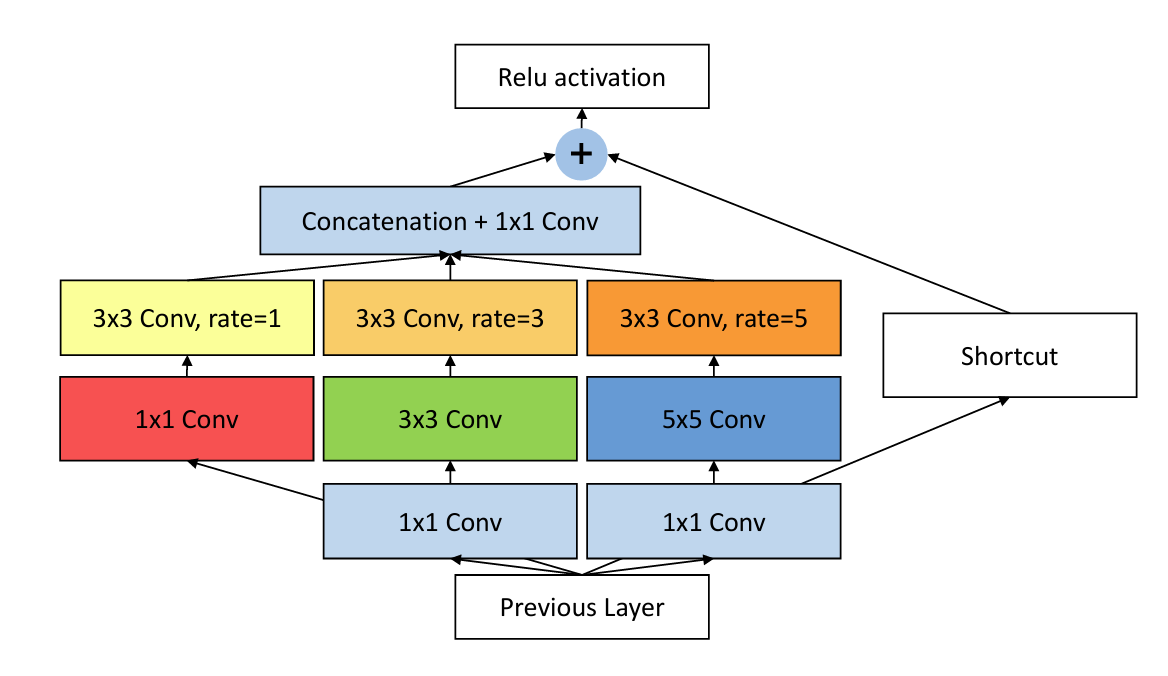 Relu activation
+
Concatenation + 1x1 Conv
3x3 Conv, rate=1
3x3 Conv, rate=3
3x3 Conv, rate=5
Shortcut
1x1 Conv
3x3 Conv
5x5 Conv
1x1 Conv
1x1 Conv
Previous Layer